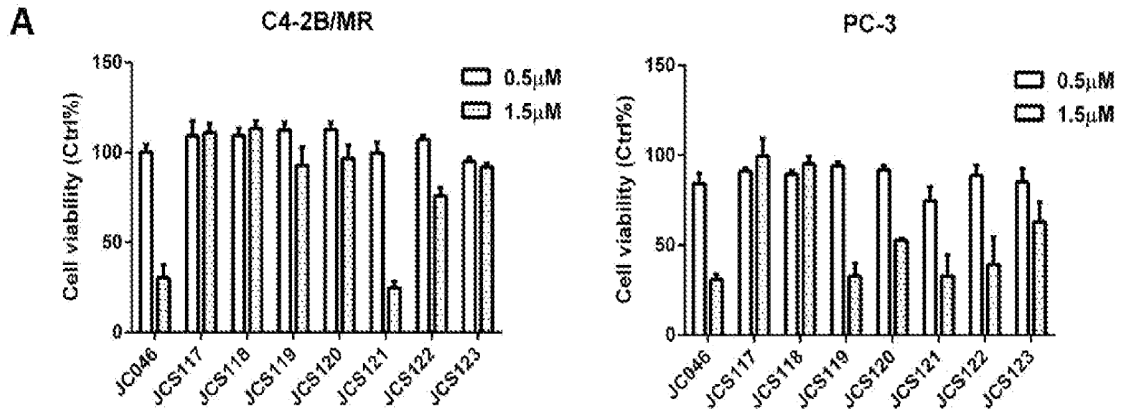 A
C4-2B/MR
Cell viability (Ctrl%)
150
100
50
0
0.5μM
1.5μM
JC046
JCS117
JCS118
JCS119
JCS120
JCS121
JCS122
JCS123
PC-3
Cell viability (Ctrl%)
150
100
50
0
0.5μM
1.5μM
JC046
JCS117
JCS118
JCS119
JCS120
JCS121
JCS122
JCS123